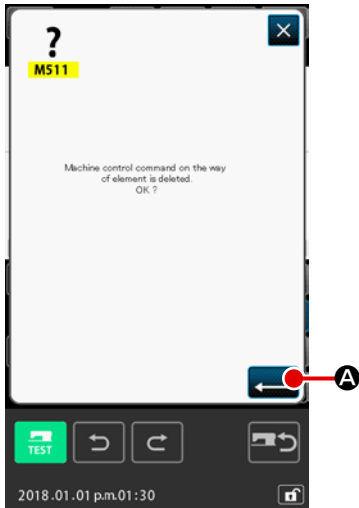 ?
M511
Machine control command on the way
of element is deleted.
OK ?
A
TEST
2018.01.01 p.m.01:30